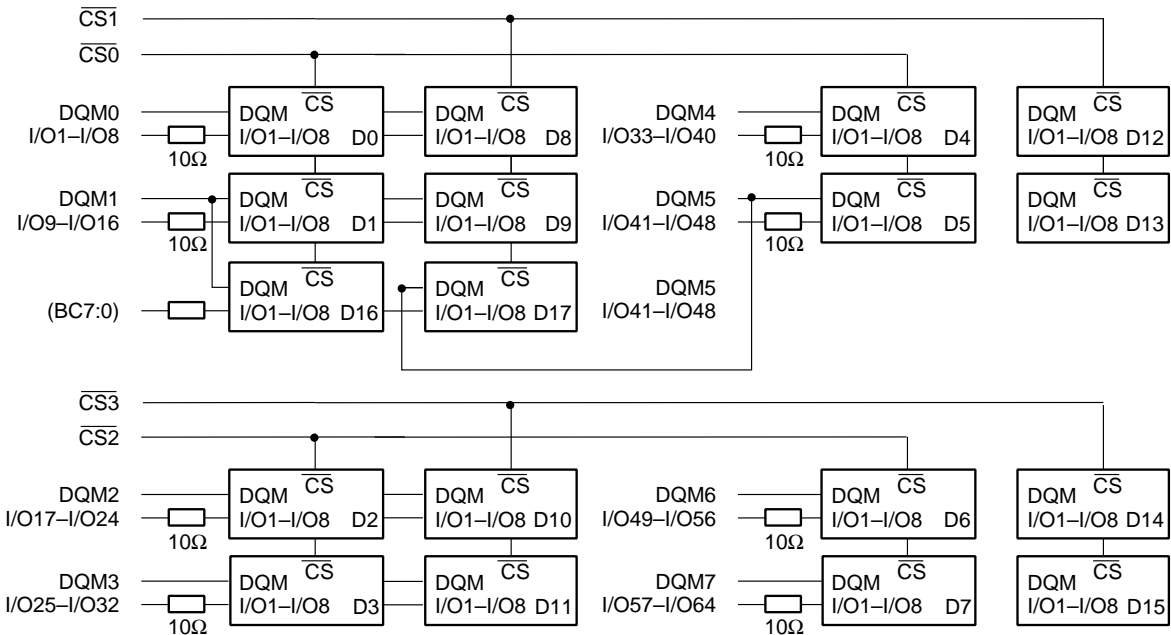 CS1
CS0
DQM0
I/O1–I/O8
10Ω
DQM CS
I/O1–I/O8 D0
DQM CS
I/O1–I/O8 D8
DQM4
I/O33–I/O40
10Ω
DQM CS
I/O1–I/O8 D4
DQM CS
I/O1–I/O8 D12
DQM1
I/O9–I/O16
10Ω
DQM CS
I/O1–I/O8 D1
DQM CS
I/O1–I/O8 D9
DQM5
I/O41–I/O48
10Ω
DQM CS
I/O1–I/O8 D5
DQM CS
I/O1–I/O8 D13
(BC7:0)
DQM CS
I/O1–I/O8 D16
DQM CS
I/O1–I/O8 D17
DQM5
I/O41–I/O48
CS3
CS2
DQM2
I/O17–I/O24
10Ω
DQM CS
I/O1–I/O8 D2
DQM CS
I/O1–I/O8 D10
DQM6
I/O49–I/O56
10Ω
DQM CS
I/O1–I/O8 D6
DQM CS
I/O1–I/O8 D14
DQM3
I/O25–I/O32
10Ω
DQM CS
I/O1–I/O8 D3
DQM CS
I/O1–I/O8 D11
DQM7
I/O57–I/O64
10Ω
DQM CS
I/O1–I/O8 D7
DQM CS
I/O1–I/O8 D15